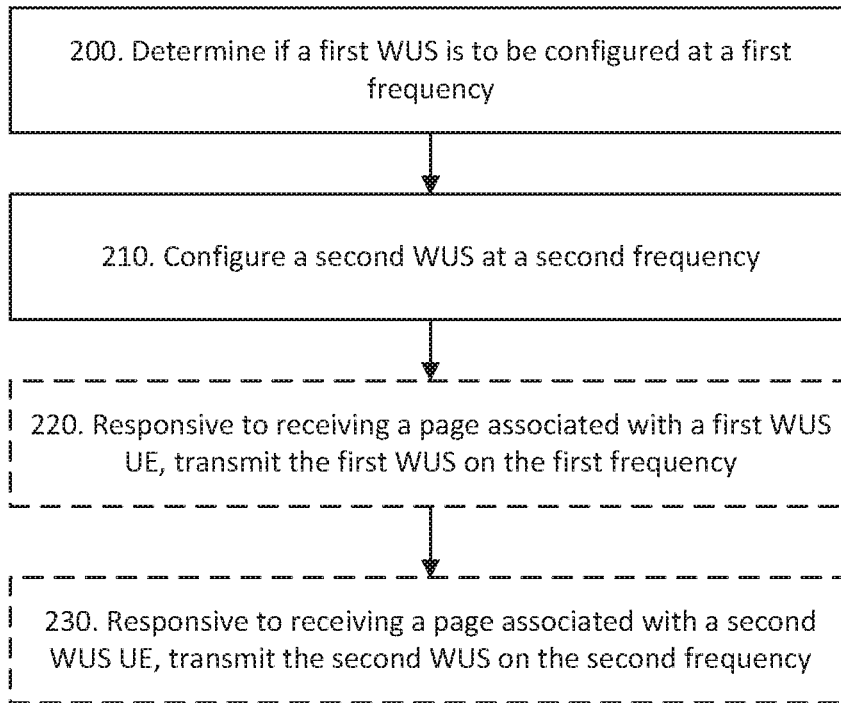 200. Determine if a first WUS is to be configured at a first
frequency
210. Configure a second WUS at a second frequency
220. Responsive to receiving a page associated with a first WUS
UE, transmit the first WUS on the first frequency
230. Responsive to receiving a page associated with a second
WUS UE, transmit the second WUS on the second frequency